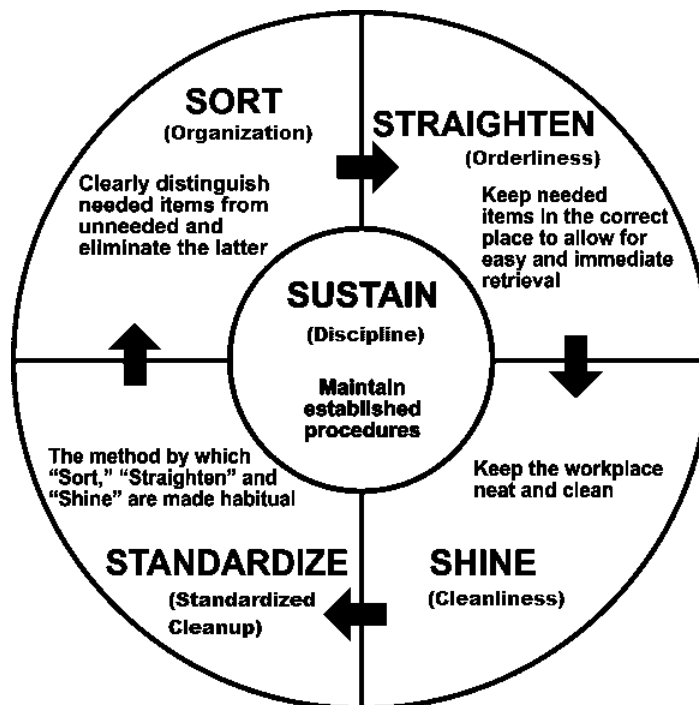 SORT
(Organization)
Clearly distinguish
needed items from
unneeded and
eliminate the latter
STRAIGHTEN
(Orderliness)
Keep needed
items in the correct
place to allow for
easy and immediate
retrieval
SUSTAIN
(Discipline)
Maintain
established
procedures
The method by which
“Sort,” “Straighten” and
“Shine” are made habitual
STANDARDIZE
(Standardized
Cleanup)
Keep the workplace
neat and clean
SHINE
(Cleanliness)